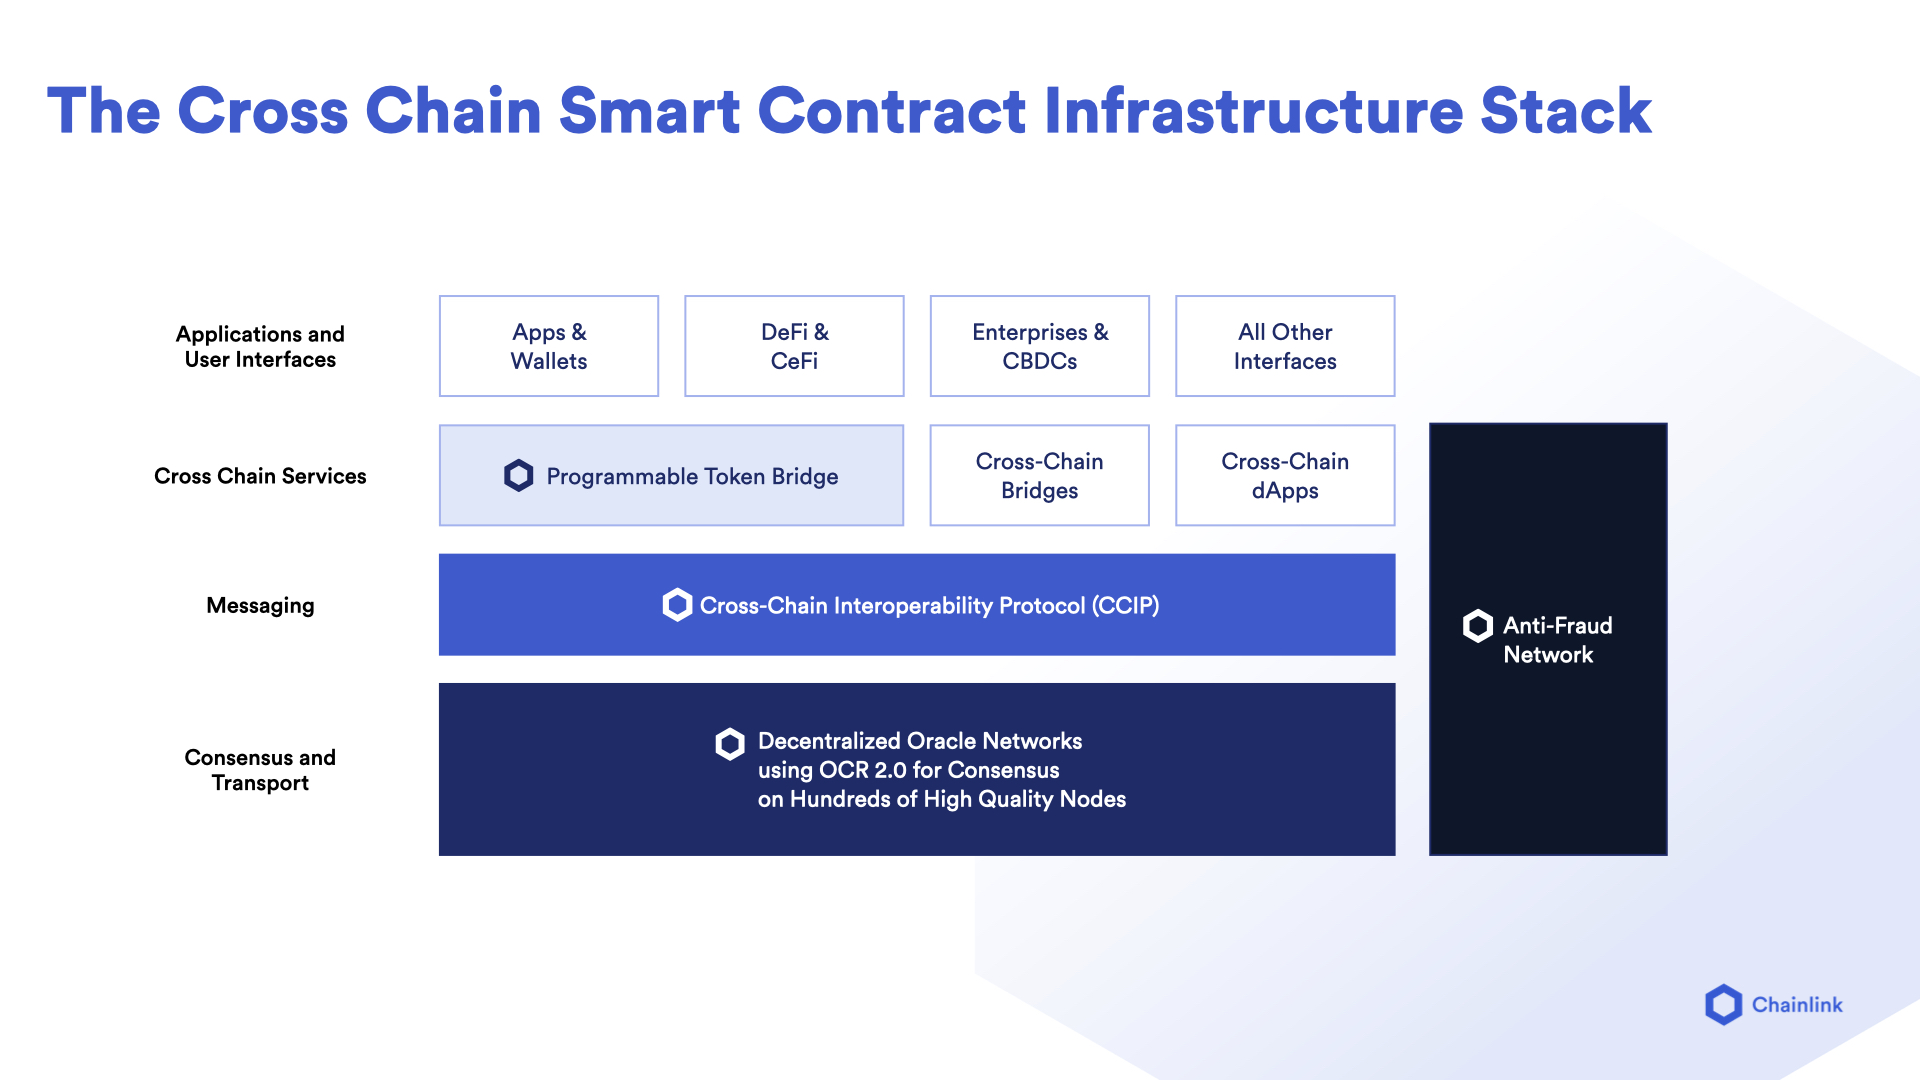 The Cross Chain Smart Contract Infrastructure Stack
Applications and
User Interfaces
Apps &
Wallets
DeFi &
CeFi
Enterprises &
CBDCs
All Other
Interfaces
Cross Chain Services
Programmable Token Bridge
Cross-Chain
Bridges
Cross-Chain
dApps
Messaging
Cross-Chain Interoperability Protocol (CCIP)
Consensus and
Transport
Decentralized Oracle Networks
using OCR 2.0 for Consensus
on Hundreds of High Quality Nodes
Anti-Fraud
Network
Chainlink